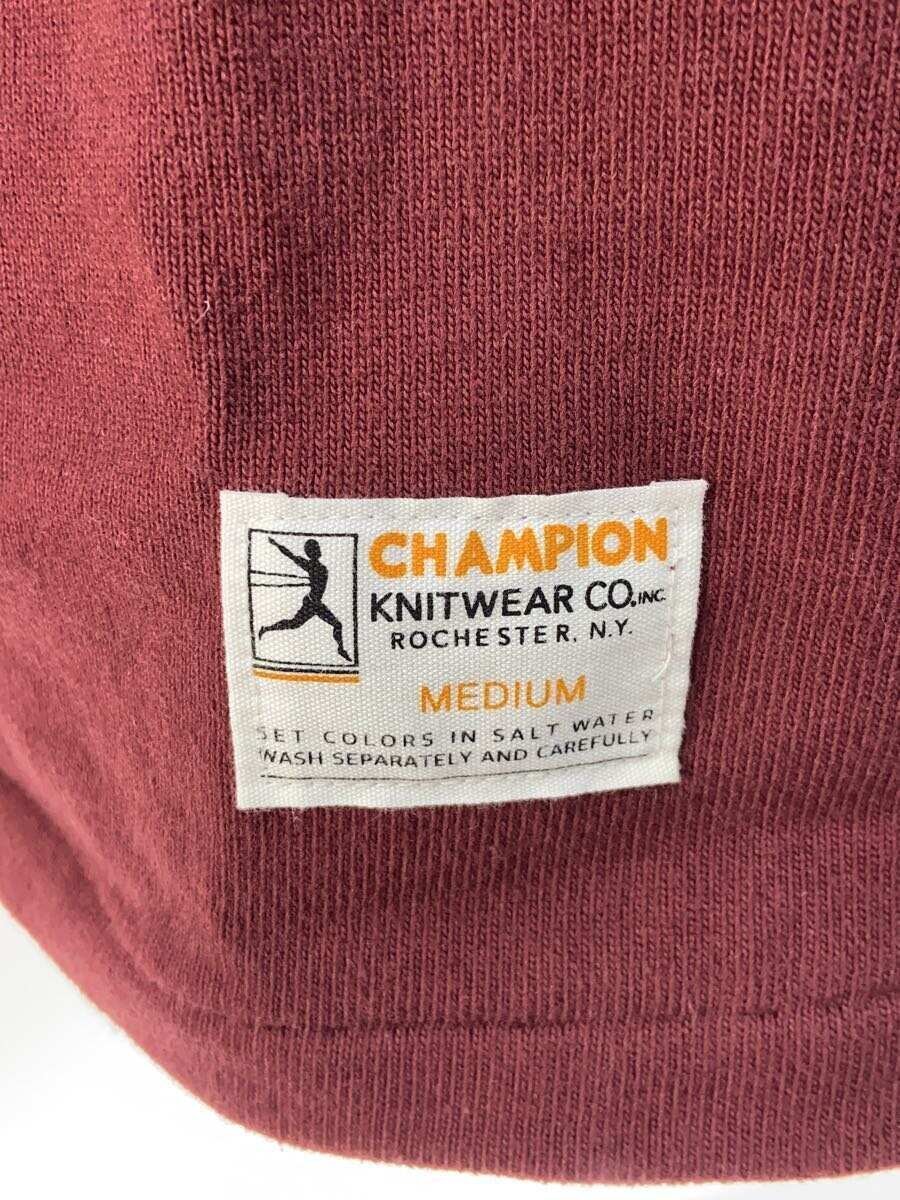 CHAMPION
KNITWEAR CO. INC.
ROCHESTER, N.Y.
MEDIUM
SET COLORS IN SALT WATER
WASH SEPARATELY AND CAREFULLY